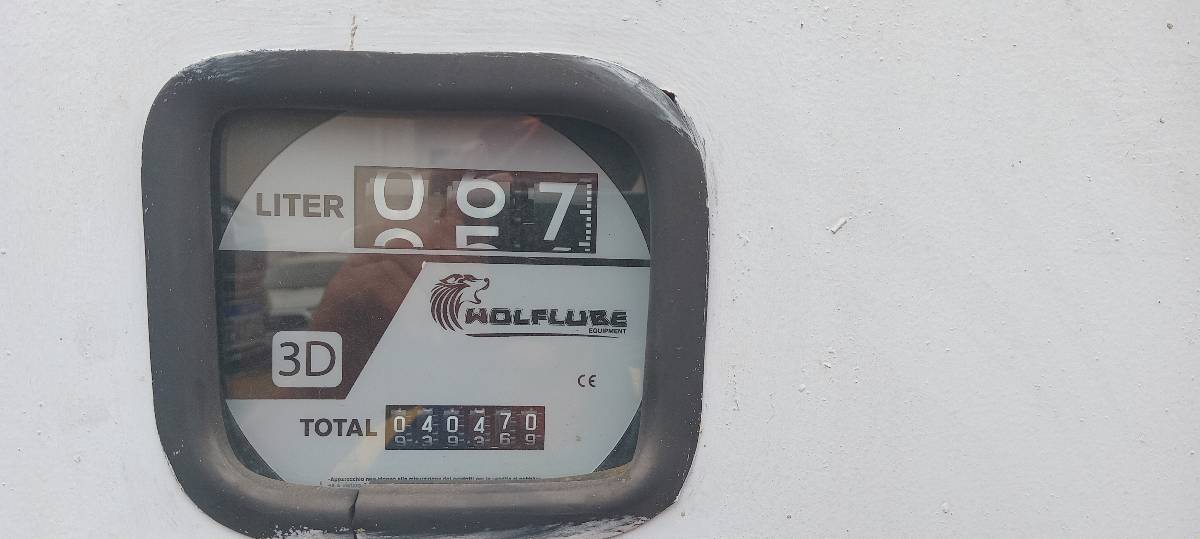 LITER 067
WOLFLUBE
EQUIPMENT
3D
CE
TOTAL 040470